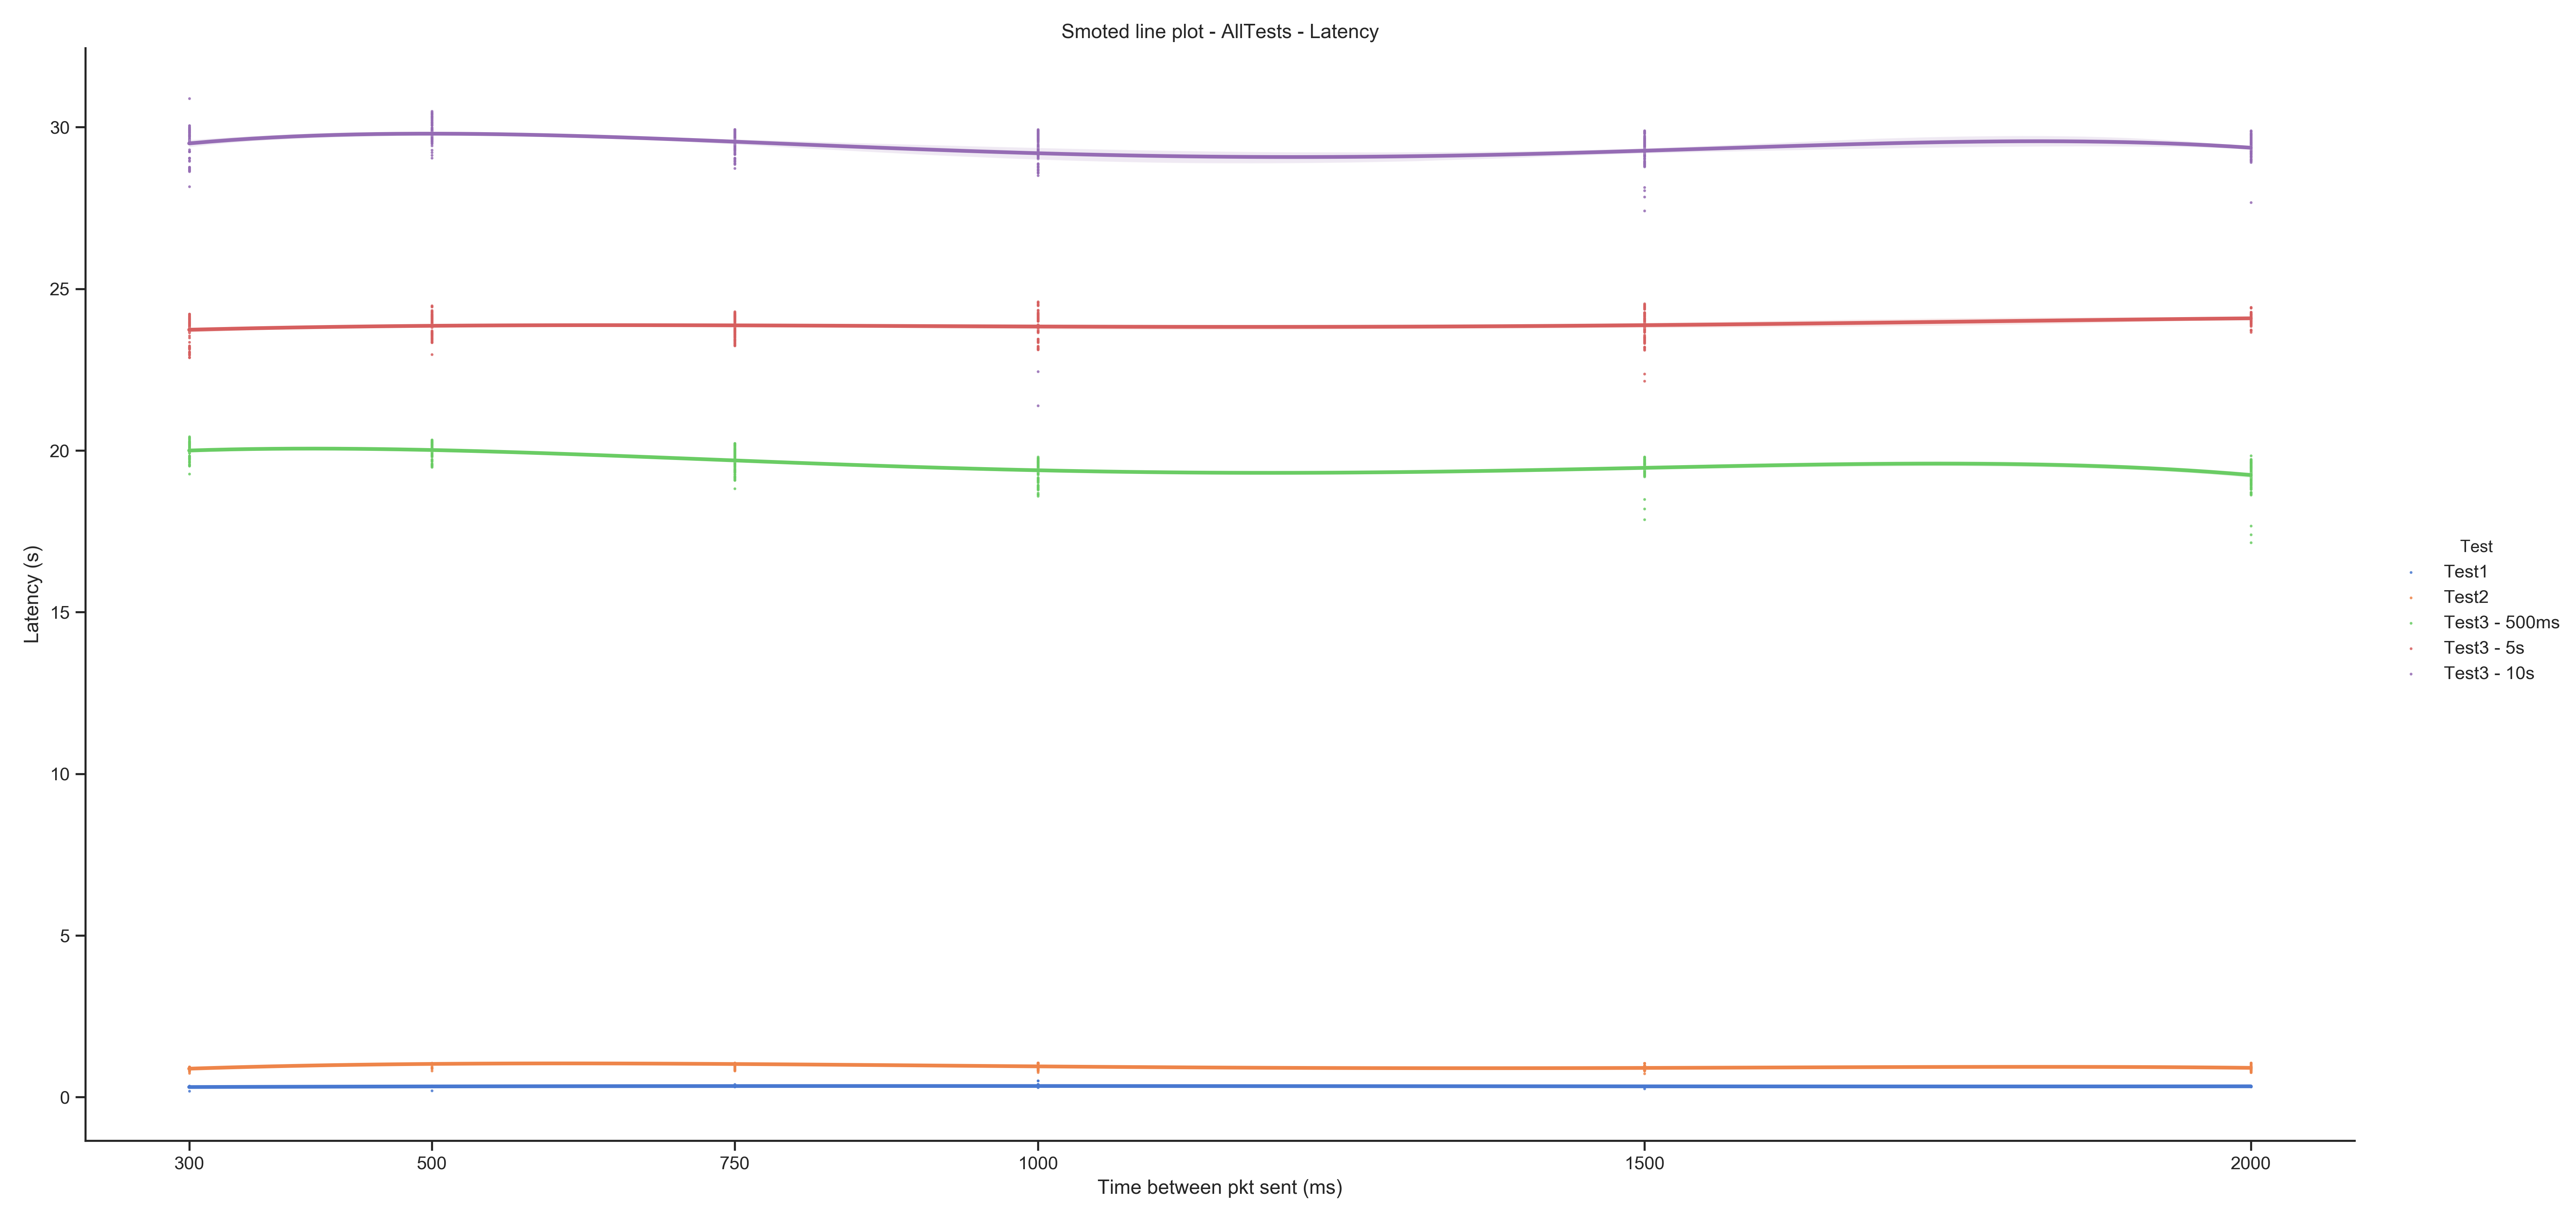 Smoted line plot - AllTests - Latency
30
25
20
15
10
5
0
Latency (s)
300 500 750 1000 1500 2000
Time between pkt sent (ms)
Test
Test1
Test2
Test3 - 500ms
Test3 - 5s
Test3 - 10s